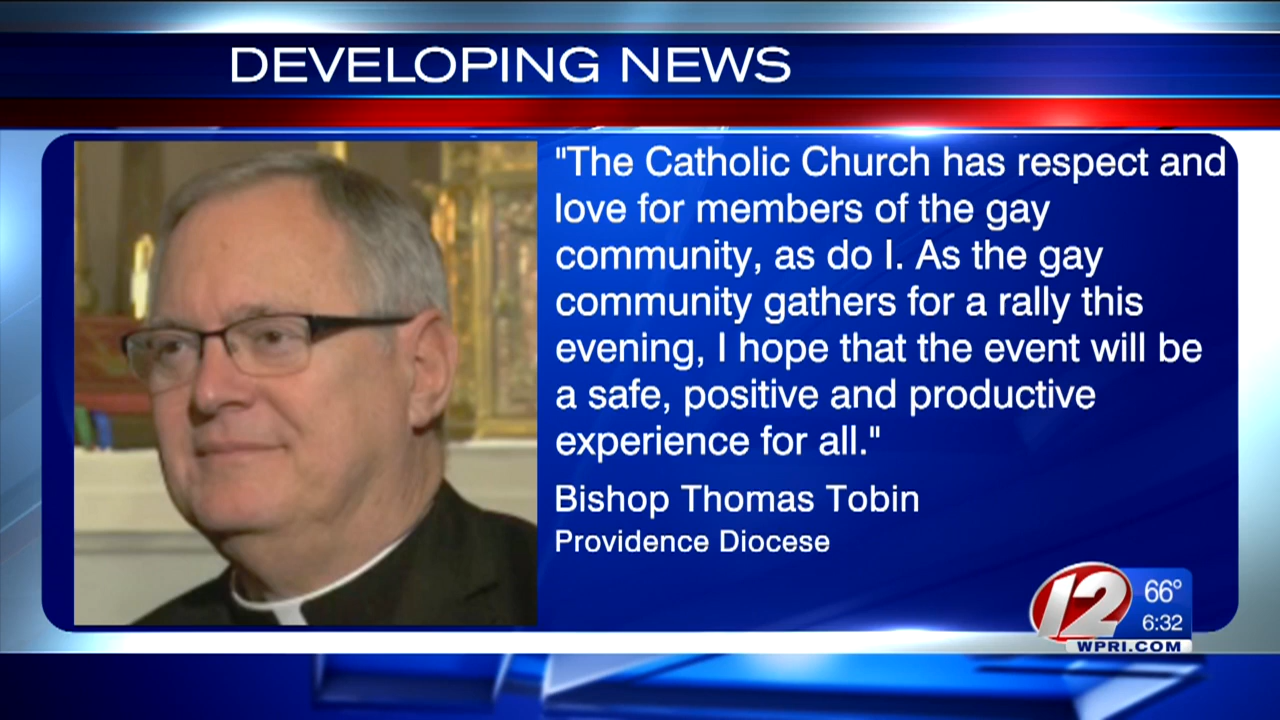 DEVELOPING NEWS
"The Catholic Church has respect and
love for members of the gay
community, as do I. As the gay
community gathers for a rally this
evening, I hope that the event will be
a safe, positive and productive
experience for all."
Bishop Thomas Tobin
Providence Diocese
12
66°
6:32
WPRI.COM